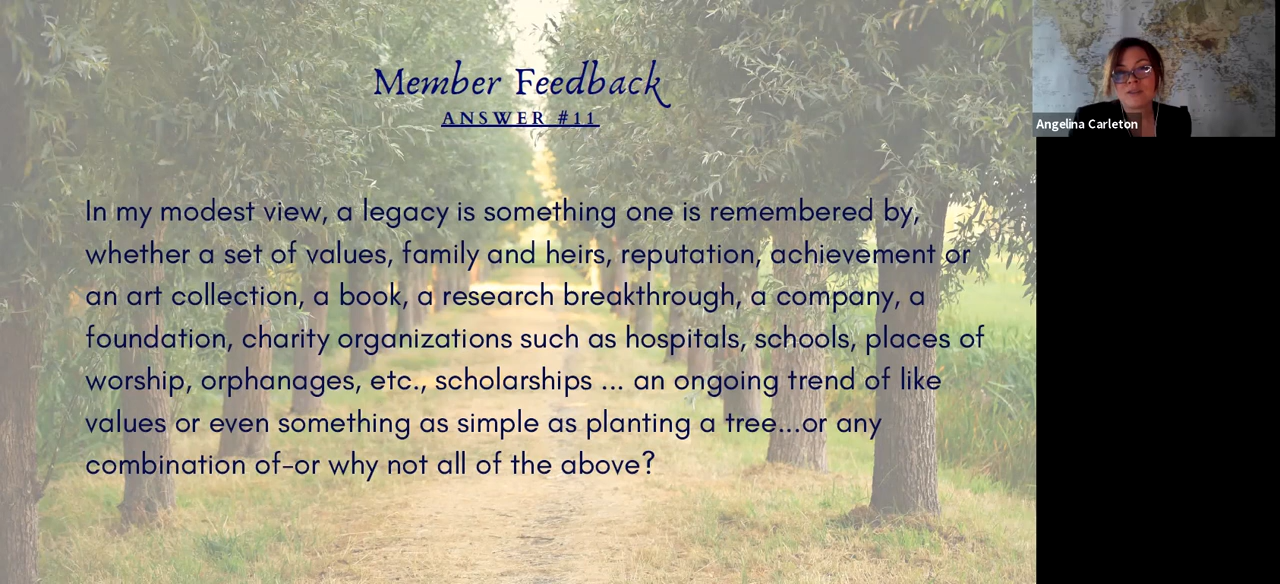 Member Feedback
ANSWER #11
In my modest view, a legacy is something one is remembered by,
whether a set of values, family and heirs, reputation, achievement or
an art collection, a book, a research breakthrough, a company, a
foundation, charity organizations such as hospitals, schools, places of
worship, orphanages, etc., scholarships ... an ongoing trend of like
values or even something as simple as planting a tree...or any
combination of-or why not all of the above?
Angelina Carleton